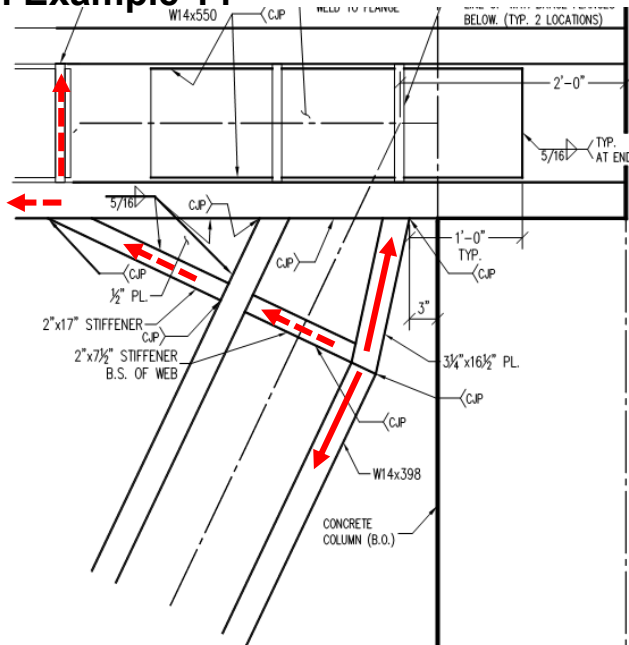 Example
W14x550
CJP
WELD TO FLANGE
BELOW. (TYP. 2 LOCATIONS)
2'-0"
5/16
TYP.
AT END
5/16
CJP
CJP
1'-0"
TYP.
CJP
CJP
½" PL.
3"
2"x17" STIFFENER
CJP
2"x7½" STIFFENER
B.S. OF WEB
3¼"x16½" PL.
CJP
CJP
W14x398
CONCRETE
COLUMN (B.O.)